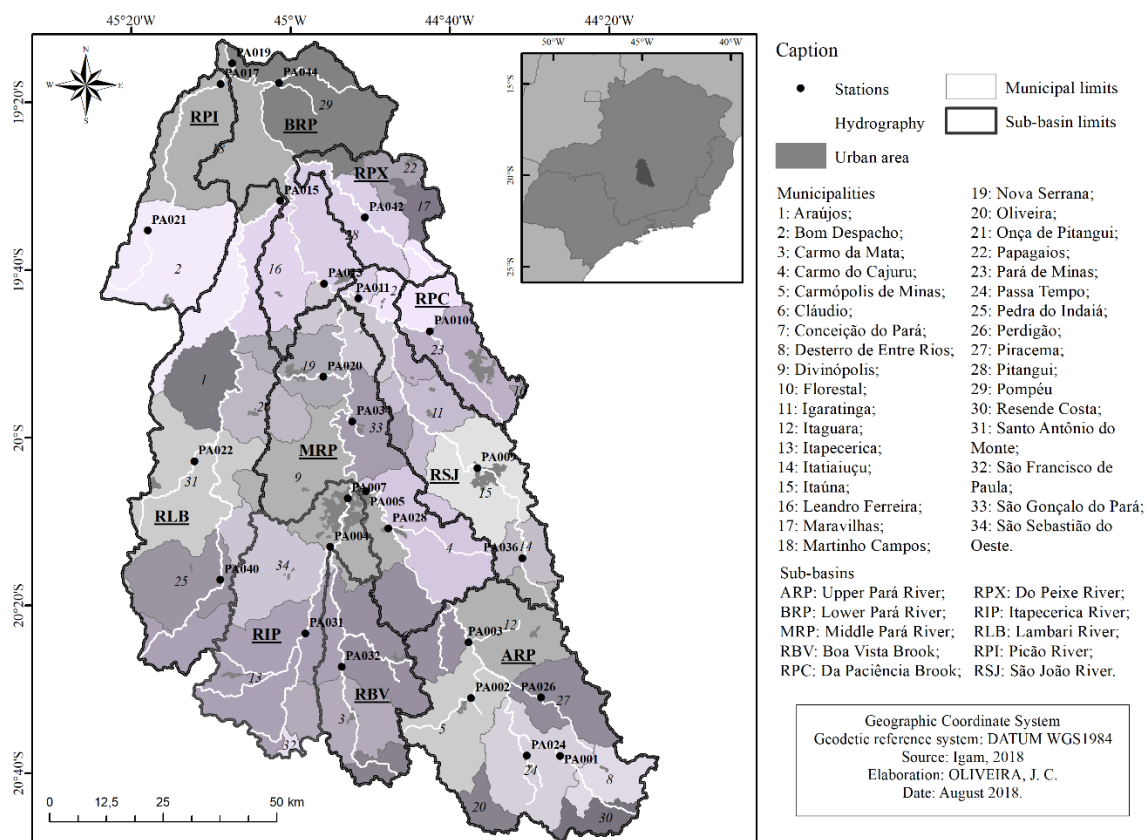 45°20'W 45°00'W 44°40'W 44°20'W
N
W E
S
19°20'S
19°40'S
20°S
20°20'S
20°40'S
PA019
PA017
PA044
RPI
29
BRP
18
22
RPX
PA015
17
PA042
PA021
28
2
16
PA013
PA011
2
RPC
PA010
19
23
PA020
1
10
26
PA034
11
33
MRP
PA022
9
RSJ
PA009
31
15
PA007
PA005
RLB
PA028
PA004
4
PA036
14
34
PA040
25
12
PA031
PA003
RIP
ARP
PA032
13
RBV
PA002
PA026
27
3
5
32
PA024
PA001
24
8
20
30
0 12,5 25 50 km
50°W 45°W 40°W
15°S
20°S
25°S
Caption
Stations
Municipal limits
Hydrography
Sub-basin limits
Urban area
Municipalities
1: Araújos;
2: Bom Despacho;
3: Carmo da Mata;
4: Carmo do Cajuru;
5: Carmópolis de Minas;
6: Cláudio;
7: Conceição do Pará;
8: Desterro de Entre Rios;
9: Divinópolis;
10: Florestal;
11: Igaratinga;
12: Itaguara;
13: Itapecerica;
14: Itatiaiuçu;
15: Itaúna;
16: Leandro Ferreira;
17: Maravilhas;
18: Martinho Campos;
19: Nova Serrana;
20: Oliveira;
21: Onça de Pitangui;
22: Papagaios;
23: Pará de Minas;
24: Passa Tempo;
25: Pedra do Indaiá;
26: Perdigão;
27: Piracema;
28: Pitangui;
29: Pompéu
30: Resende Costa;
31: Santo Antônio do
Monte;
32: São Francisco de
Paula;
33: São Gonçalo do Pará;
34: São Sebastião do
Oeste.
Sub-basins
ARP: Upper Pará River;
BRP: Lower Pará River;
MRP: Middle Pará River;
RBV: Boa Vista Brook;
RPC: Da Paciência Brook;
RPX: Do Peixe River;
RIP: Itapecerica River;
RLB: Lambari River;
RPI: Picão River;
RSJ: São João River.
Geographic Coordinate System
Geodetic reference system: DATUM WGS1984
Source: Igam, 2018
Elaboration: OLIVEIRA, J. C.
Date: August 2018.